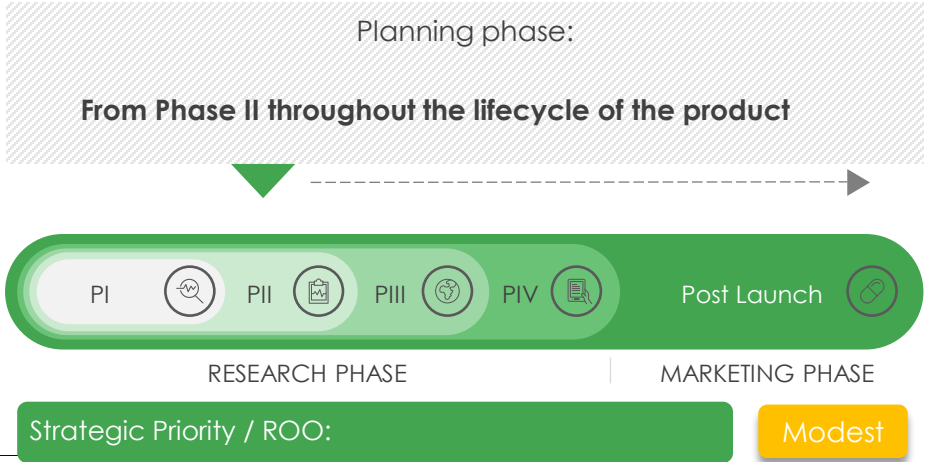 Planning phase:
From Phase II throughout the lifecycle of the product
PI PII PIII PIV Post Launch
RESEARCH PHASE MARKETING PHASE
Strategic Priority / ROO: Modest